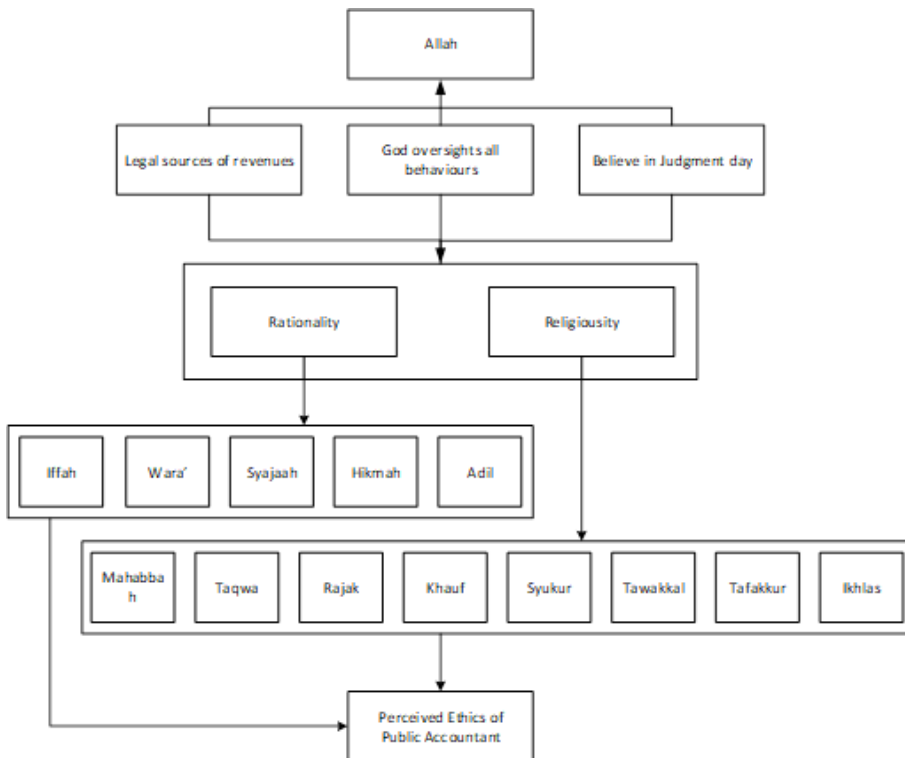 Allah
Legal sources of revenues
God oversights all
behaviours
Believe in Judgment day
Rationality
Religiousity
Iffah
Wara’
Syajaah
Hikmah
Adil
Mahabba
h
Taqwa
Rajak
Khauf
Syukur
Tawakkal
Tafakkur
Ikhlas
Perceived Ethics of
Public Accountant